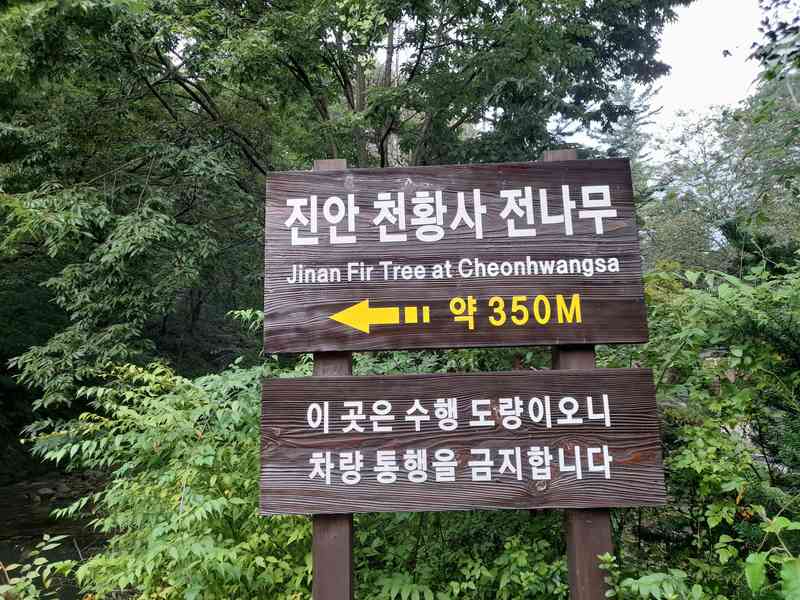 진안 천황사 전나무
Jinan Fir Tree at Cheonhwangsa
약 350M
이 곳은 수행 도량이오니
차량 통행을 금지합니다